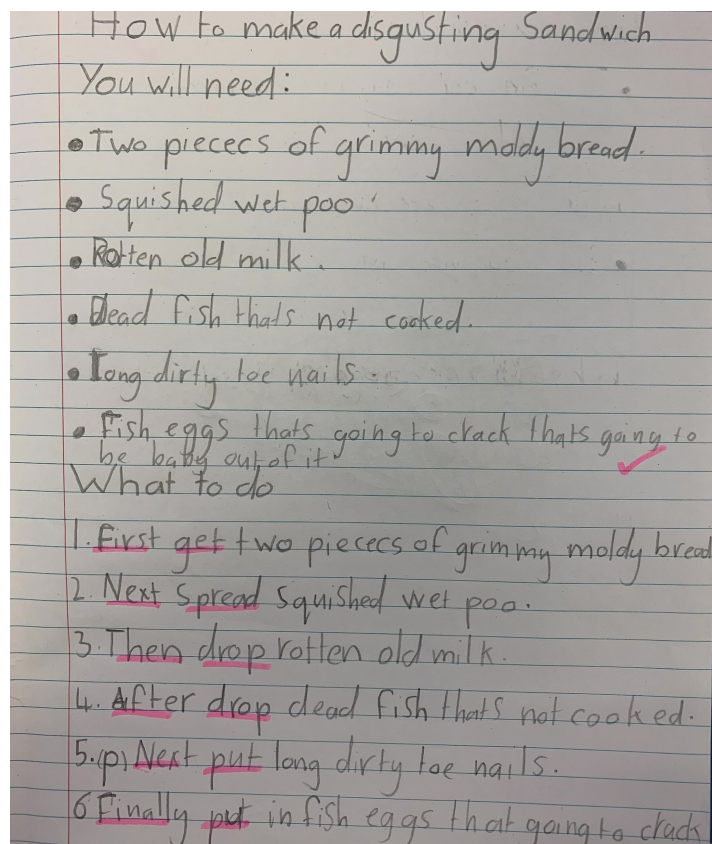 How to make a disgusting Sandwich
You will need:
• Two piececs of grimmy moldy bread.
• Squished wet poo
• Rotten old milk.
• Dead fish thats not cooked.
• Long dirty toe nails.
• Fish eggs thats going to crack thats going to
be baby out of it
What to do
1. First get two piececs of grimmy moldy bread
2. Next spread squished wet poo.
3. Then drop rotten old milk.
4. After drop dead fish thats not cooked.
5. (p) Next put long dirty toe nails.
6 Finally put in fish eggs that going to crack